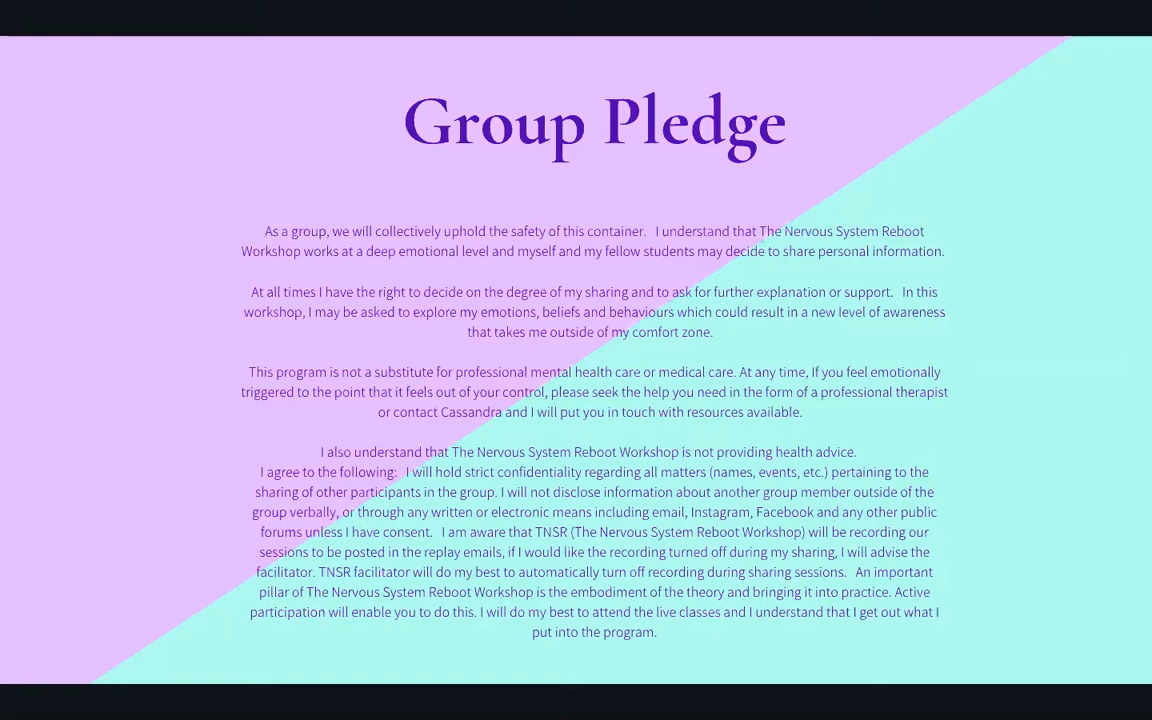 Group Pledge
As a group, we will collectively uphold the safety of this container.   I understand that The Nervous System Reboot
Workshop works at a deep emotional level and myself and my fellow students may decide to share personal information.
At all times I have the right to decide on the degree of my sharing and to ask for further explanation or support.   In this
workshop, I may be asked to explore my emotions, beliefs and behaviours which could result in a new level of awareness
that takes me outside of my comfort zone.
This program is not a substitute for professional mental health care or medical care. At any time, If you feel emotionally
triggered to the point that it feels out of your control, please seek the help you need in the form of a professional therapist
or contact Cassandra and I will put you in touch with resources available.
I also understand that The Nervous System Reboot Workshop is not providing health advice.
I agree to the following:   I will hold strict confidentiality regarding all matters (names, events, etc.) pertaining to the
sharing of other participants in the group. I will not disclose information about another group member outside of the
group verbally, or through any written or electronic means including email, Instagram, Facebook and any other public
forums unless I have consent.   I am aware that TNSR (The Nervous System Reboot Workshop) will be recording our
sessions to be posted in the replay emails, if I would like the recording turned off during my sharing, I will advise the
facilitator. TNSR facilitator will do my best to automatically turn off recording during sharing sessions.   An important
pillar of The Nervous System Reboot Workshop is the embodiment of the theory and bringing it into practice. Active
participation will enable you to do this. I will do my best to attend the live classes and I understand that I get out what I
put into the program.